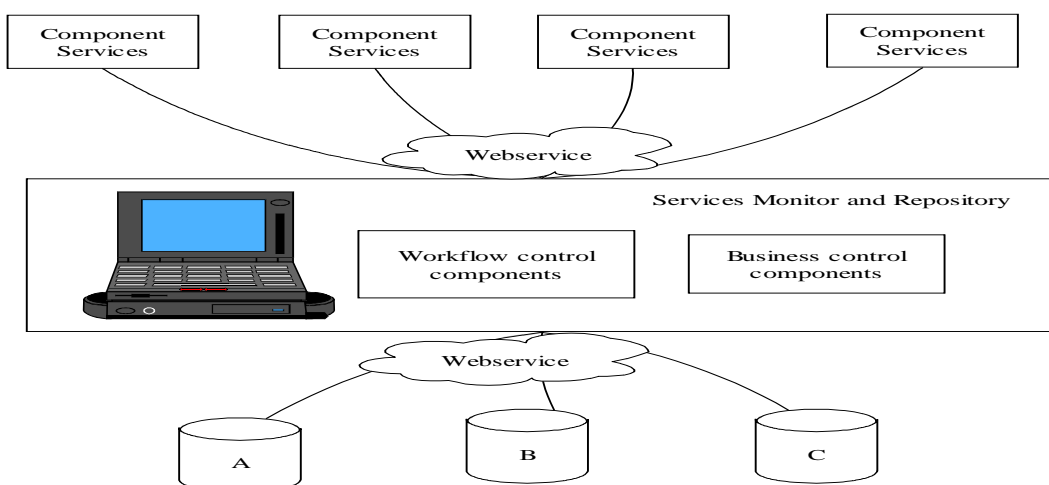 Component
Services
Component
Services
Component
Services
Component
Services
Webservice
Services Monitor and Repository
Workflow control
components
Business control
components
Webservice
A
B
C